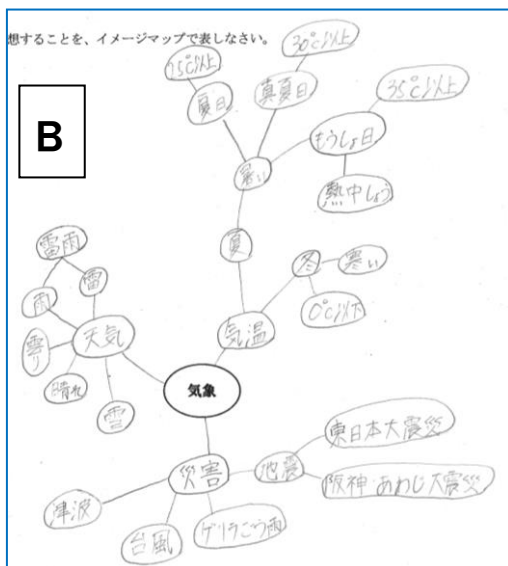 想することを、イメージマップで表しなさい。
B
25℃以上
30℃以上
夏日
真夏日
35℃以上
もうしょ日
暑い
熱中しょう
夏
冬
寒い
0℃以下
気温
雷雨
雷
雨
天気
曇り
晴れ
雪
気象
災害
地震
東日本大震災
阪神・あわじ大震災
津波
台風
ゲリラごう雨